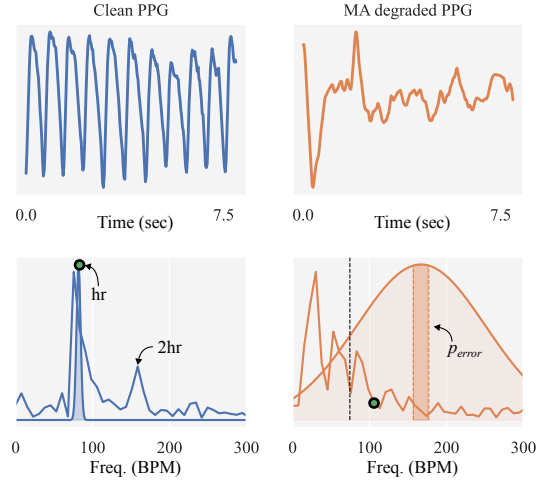 Clean PPG
MA degraded PPG
0.0
7.5
Time (sec)
0.0
7.5
Time (sec)
hr
2hr
p_error
0
100
200
300
Freq. (BPM)
0
100
200
300
Freq. (BPM)